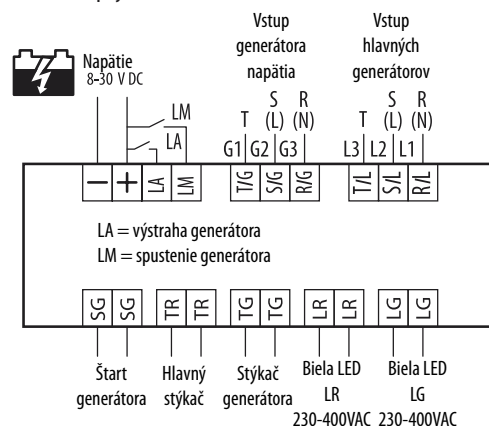 Napätie
8-30 V DC
Vstup
generátora
napätia
Vstup
hlavných
generátorov
LM
LA
T
S
(L)
R
(N)
T
S
(L)
R
(N)
G1
G2
G3
L3
L2
L1
−
+
LA
LM
T/G
S/G
R/G
T/L
S/L
R/L
LA = výstraha generátora
LM = spustenie generátora
SG
SG
TR
TR
TG
TG
LR
LR
LG
LG
Štart
generátora
Hlavný
stýkač
Stýkač
generátora
Biela LED
LR
230-400VAC
Biela LED
LG
230-400VAC